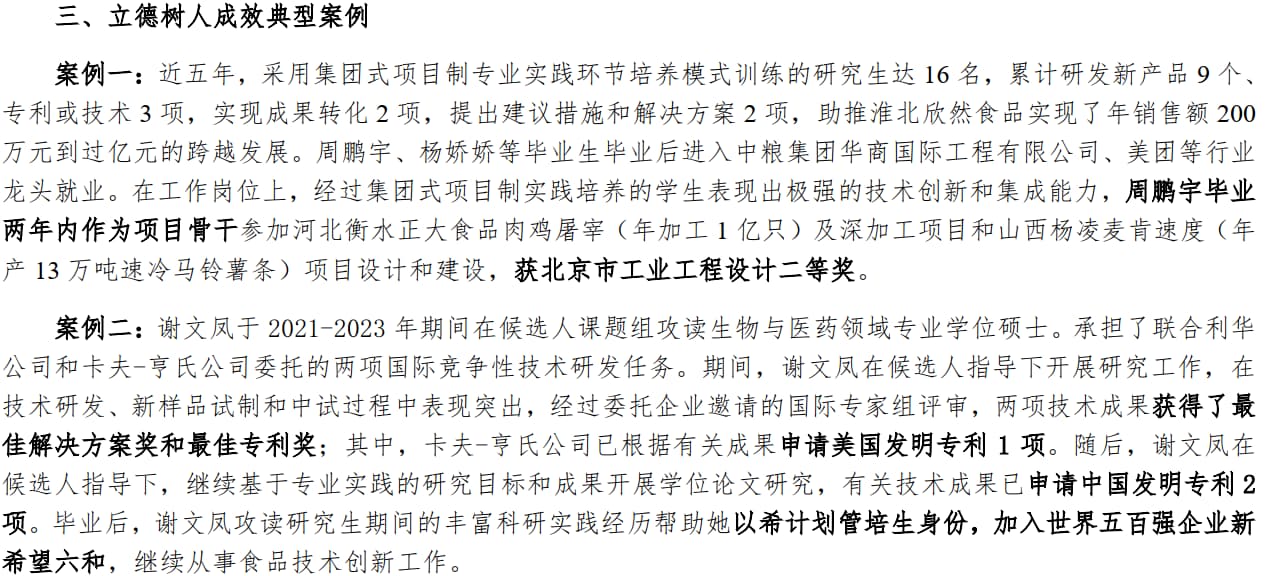 三、立德树人成效典型案例
案例一：近五年，采用集团式项目制专业实践环节培养模式训练的研究生达 16 名，累计研发新产品 9 个、
专利或技术 3 项，实现成果转化 2 项，提出建议措施和解决方案 2 项，助推淮北欣然食品实现了年销售额 200
万元到过亿元的跨越发展。周鹏宇、杨娇娇等毕业生毕业后进入中粮集团华商国际工程有限公司、美团等行业
龙头就业。在工作岗位上，经过集团式项目制实践培养的学生表现出极强的技术创新和集成能力，周鹏宇毕业
两年内作为项目骨干参加河北衡水正大食品肉鸡屠宰（年加工 1 亿只）及深加工项目和山西杨凌麦肯速度（年
产 13 万吨速冷马铃薯条）项目设计和建设，获北京市工业工程设计二等奖。
案例二：谢文凤于 2021-2023 年期间在候选人课题组攻读生物与医药领域专业学位硕士。承担了联合利华
公司和卡夫-亨氏公司委托的两项国际竞争性技术研发任务。期间，谢文凤在候选人指导下开展研究工作，在
技术研发、新样品试制和中试过程中表现突出，经过委托企业邀请的国际专家组评审，两项技术成果获得了最
佳解决方案奖和最佳专利奖；其中，卡夫-亨氏公司已根据有关成果申请美国发明专利 1 项。随后，谢文凤在
候选人指导下，继续基于专业实践的研究目标和成果开展学位论文研究，有关技术成果已申请中国发明专利 2
项。毕业后，谢文凤攻读研究生期间的丰富科研实践经历帮助她以希计划管培生身份，加入世界五百强企业新
希望六和，继续从事食品技术创新工作。